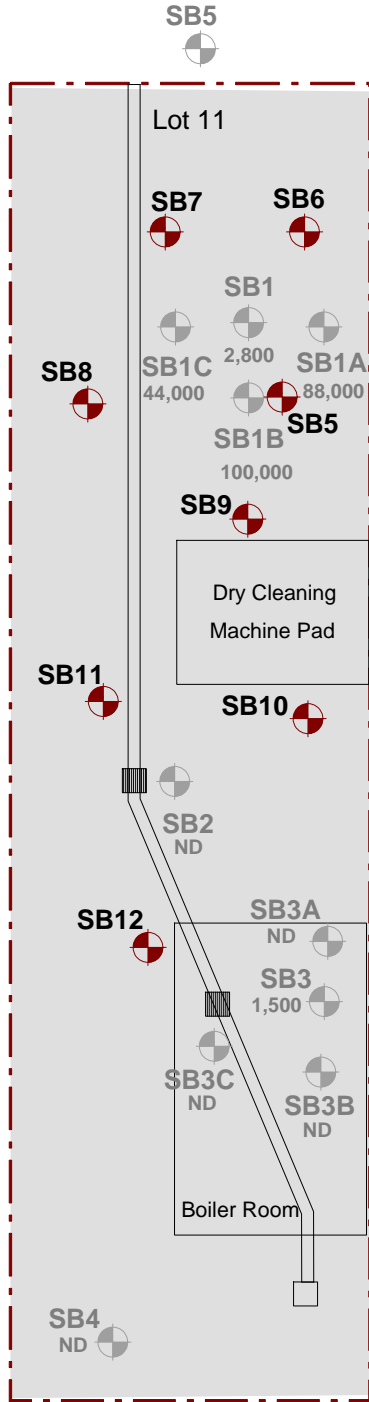 SB5
Lot 11
SB7
SB6
SB1
2,800
SB1C
44,000
SB1A
88,000
SB8
SB5
SB1B
100,000
SB9
Dry Cleaning
Machine Pad
SB11
SB10
SB2
ND
SB3A
ND
SB12
SB3
1,500
SB3C
ND
SB3B
ND
Boiler Room
SB4
ND